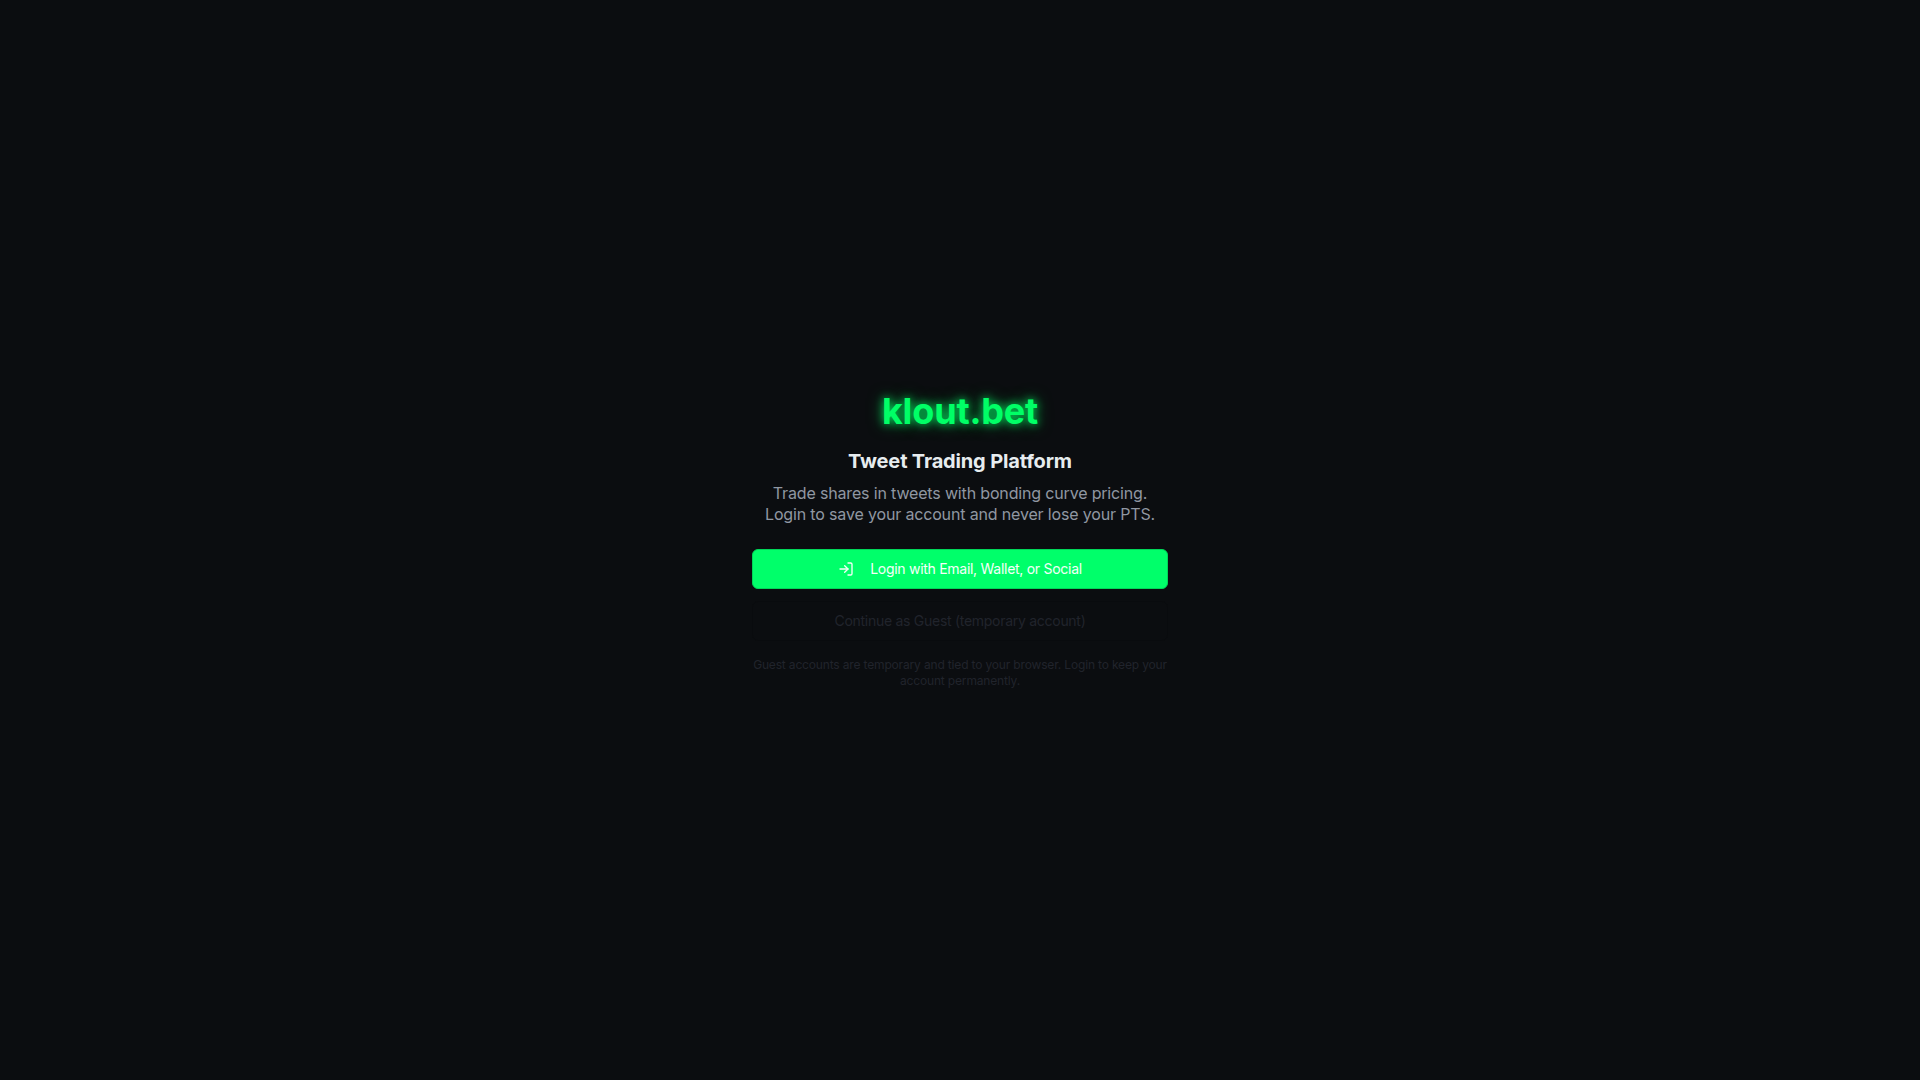 klout.bet
Tweet Trading Platform
Trade shares in tweets with bonding curve pricing.
Login to save your account and never lose your PTS.
Login with Email, Wallet, or Social
Continue as Guest (temporary account)
Guest accounts are temporary and tied to your browser. Login to keep your
account permanently.